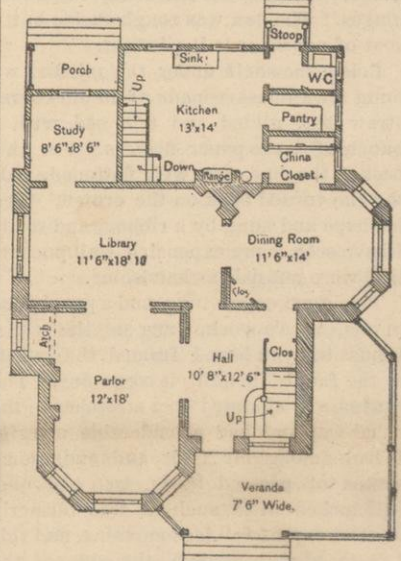 Stoop
Sink
Porch
WC
Up
Kitchen
13'x14'
Pantry
Study
8' 6"x8' 6"
Down
Range
China
Closet
Library
11' 6"x18' 10
Dining Room
11' 6"x14'
Clos
Arch
Hall
10' 8"x12' 6"
Clos
Parlor
12'x18'
Up
Veranda
7' 6" Wide.